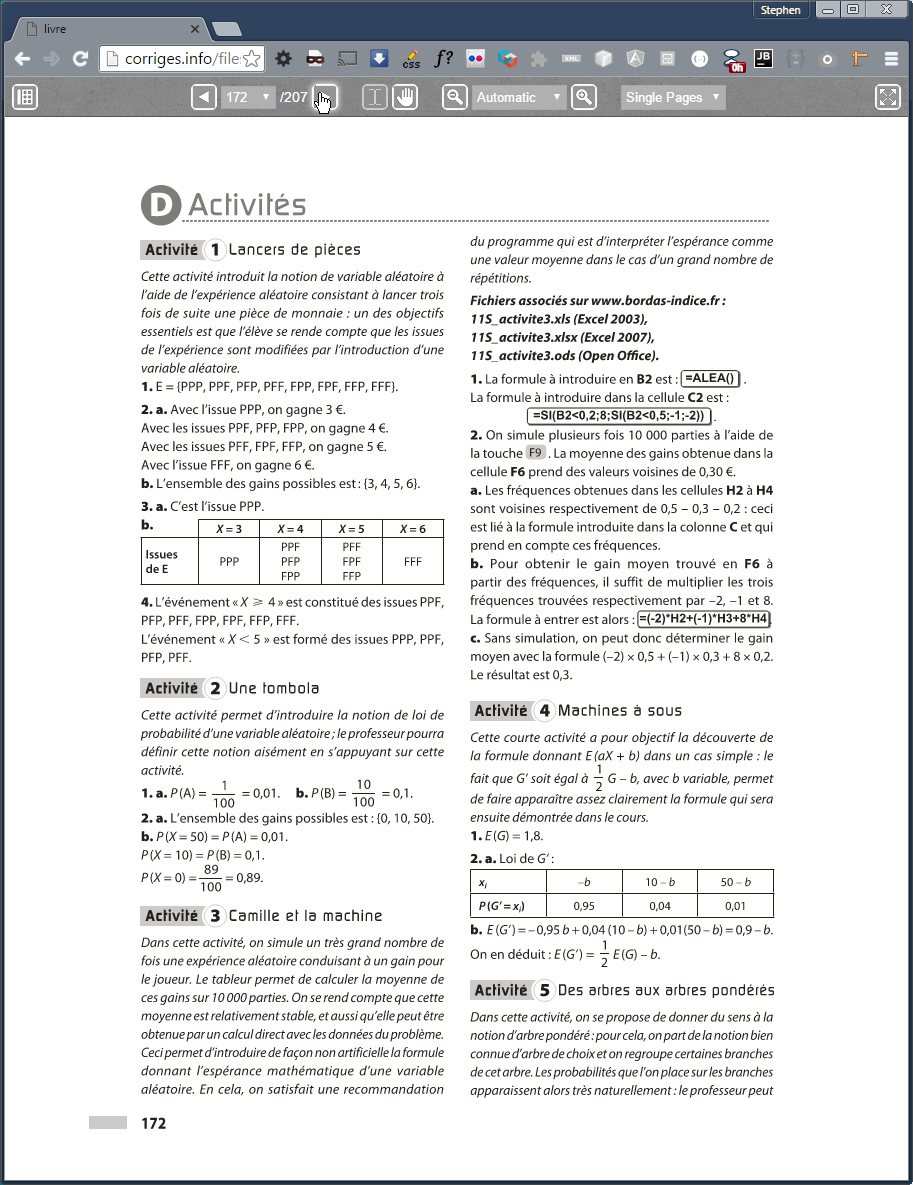 Stephen
livre
corriges.info/file
css
f?
XML
0h
JB
172
/207
Automatic
Single Pages
D Activités
Activité 1 Lancers de pièces
Cette activité introduit la notion de variable aléatoire à
l'aide de l'expérience aléatoire consistant à lancer trois
fois de suite une pièce de monnaie : un des objectifs
essentiels est que l'élève se rende compte que les issues
de l'expérience sont modifiées par l'introduction d'une
variable aléatoire.
1. E = {PPP, PPF, PFP, PFF, FPP, FPF, FFP, FFF}.
2. a. Avec l'issue PPP, on gagne 3 €.
Avec les issues PPF, PFP, FPP, on gagne 4 €.
Avec les issues PFF, FPF, FFP, on gagne 5 €.
Avec l'issue FFF, on gagne 6 €.
b. L'ensemble des gains possibles est : {3, 4, 5, 6}.
3. a. C'est l'issue PPP.
b. X = 3 X = 4 X = 5 X = 6
Issues de E PPP PPF PFP FPP PFF FPF FFP FFF
4. L'événement « X ⩾ 4 » est constitué des issues PPF,
PFP, PFF, FPP, FPF, FFP, FFF.
L'événement « X < 5 » est formé des issues PPP, PPF,
PFP, PFF.
Activité 2 Une tombola
Cette activité permet d'introduire la notion de loi de
probabilité d'une variable aléatoire ; le professeur pourra
définir cette notion aisément en s'appuyant sur cette
activité.
1. a. P(A) = 1/100 = 0,01. b. P(B) = 10/100 = 0,1.
2. a. L'ensemble des gains possibles est : {0, 10, 50}.
b. P(X = 50) = P(A) = 0,01.
P(X = 10) = P(B) = 0,1.
P(X = 0) = 89/100 = 0,89.
Activité 3 Camille et la machine
Dans cette activité, on simule un très grand nombre de
fois une expérience aléatoire conduisant à un gain pour
le joueur. Le tableur permet de calculer la moyenne de
ces gains sur 10 000 parties. On se rend compte que cette
moyenne est relativement stable, et aussi qu'elle peut être
obtenue par un calcul direct avec les données du problème.
Ceci permet d'introduire de façon non artificielle la formule
donnant l'espérance mathématique d'une variable
aléatoire. En cela, on satisfait une recommandation
du programme qui est d'interpréter l'espérance comme
une valeur moyenne dans le cas d'un grand nombre de
répétitions.
Fichiers associés sur www.bordas-indice.fr :
11S_activite3.xls (Excel 2003),
11S_activite3.xlsx (Excel 2007),
11S_activite3.ods (Open Office).
1. La formule à introduire en B2 est : =ALEA() .
La formule à introduire dans la cellule C2 est :
=SI(B2<0,2;8;SI(B2<0,5;-1;-2)) .
2. On simule plusieurs fois 10 000 parties à l'aide de
la touche F9 . La moyenne des gains obtenue dans la
cellule F6 prend des valeurs voisines de 0,30 €.
a. Les fréquences obtenues dans les cellules H2 à H4
sont voisines respectivement de 0,5 – 0,3 – 0,2 : ceci
est lié à la formule introduite dans la colonne C et qui
prend en compte ces fréquences.
b. Pour obtenir le gain moyen trouvé en F6 à
partir des fréquences, il suffit de multiplier les trois
fréquences trouvées respectivement par –2, –1 et 8.
La formule à entrer est alors : =(-2)*H2+(-1)*H3+8*H4 .
c. Sans simulation, on peut donc déterminer le gain
moyen avec la formule (–2) × 0,5 + (–1) × 0,3 + 8 × 0,2.
Le résultat est 0,3.
Activité 4 Machines à sous
Cette courte activité a pour objectif la découverte de
la formule donnant E (aX + b) dans un cas simple : le
fait que G' soit égal à 1/2 G – b, avec b variable, permet
de faire apparaître assez clairement la formule qui sera
ensuite démontrée dans le cours.
1. E (G) = 1,8.
2. a. Loi de G' :
xi –b 10 – b 50 – b
P (G' = xi) 0,95 0,04 0,01
b. E (G') = – 0,95 b + 0,04 (10 – b) + 0,01(50 – b) = 0,9 – b.
On en déduit : E (G') = 1/2 E (G) – b.
Activité 5 Des arbres aux arbres pondérés
Dans cette activité, on se propose de donner du sens à la
notion d'arbre pondéré : pour cela, on part de la notion bien
connue d'arbre de choix et on regroupe certaines branches
de cet arbre. Les probabilités que l'on place sur les branches
apparaissent alors très naturellement : le professeur peut
172